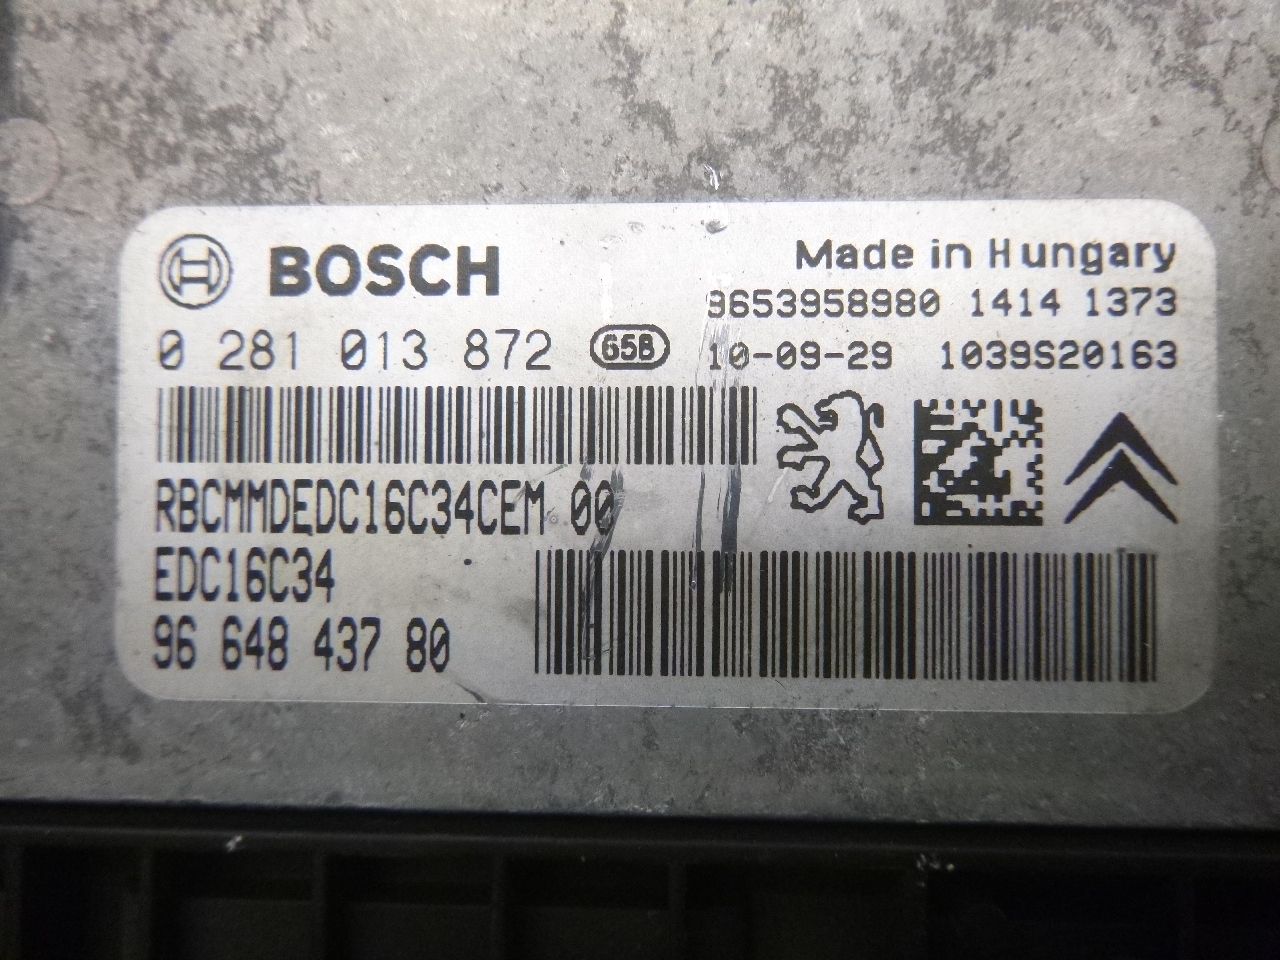 BOSCH
Made in Hungary
9653958980 1414 1373
0 281 013 872 65B 10-09-29 1039S20163
RBCMMDEDC16C34CEM 00
EDC16C34
96 648 437 80